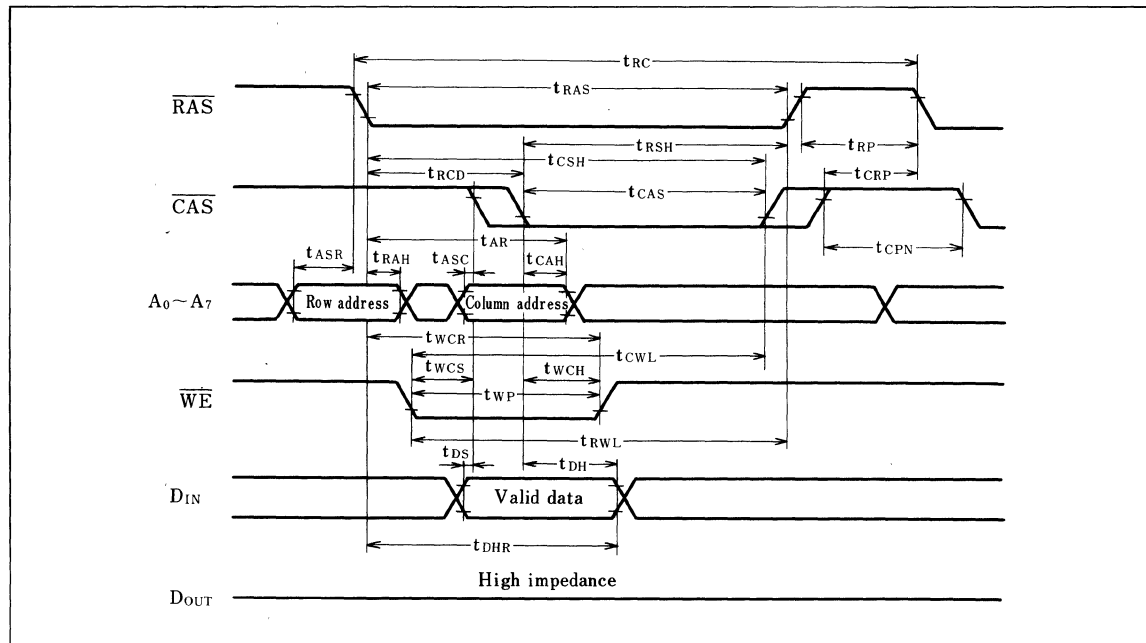 tRC
RAS
tRAS
tRSH
tRP
tCSH
tRCD
tCRP
CAS
tCAS
tAR
tCPN
tASR
tRAH
tASC
tCAH
A0~A7
Row address
Column address
tWCR
tCWL
tWCS
tWCH
WE
tWP
tRWL
tDS
tDH
DIN
Valid data
tDHR
High impedance
DOUT